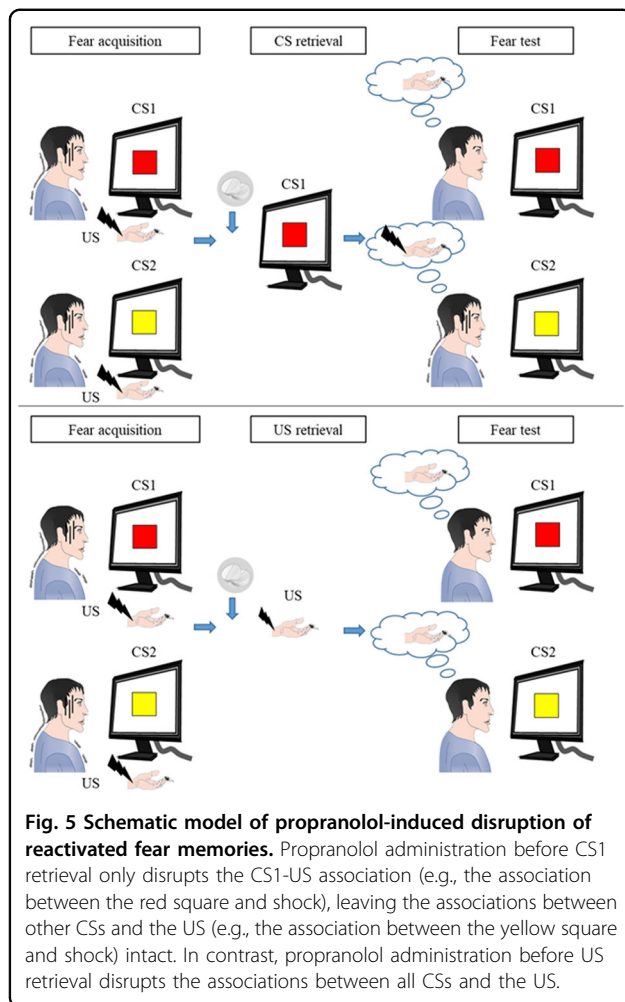 Fear acquisition
CS retrieval
Fear test
CS1
CS1
CS1
US
CS2
CS2
US
Fear acquisition
US retrieval
Fear test
CS1
CS1
US
US
CS2
CS2
US
Fig. 5 Schematic model of propranolol-induced disruption of
reactivated fear memories. Propranolol administration before CS1
retrieval only disrupts the CS1-US association (e.g., the association
between the red square and shock), leaving the associations between
other CSs and the US (e.g., the association between the yellow square
and shock) intact. In contrast, propranolol administration before US
retrieval disrupts the associations between all CSs and the US.